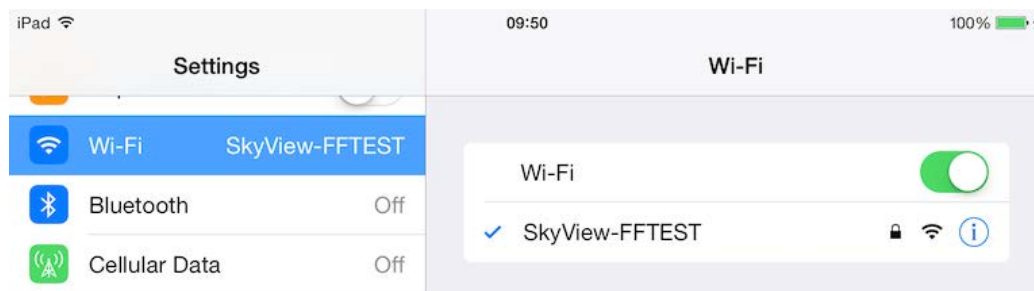 iPad 09:50 100%
Settings
Wi-Fi
Wi-Fi SkyView-FFTEST
Bluetooth Off
Cellular Data Off
Wi-Fi
SkyView-FFTEST